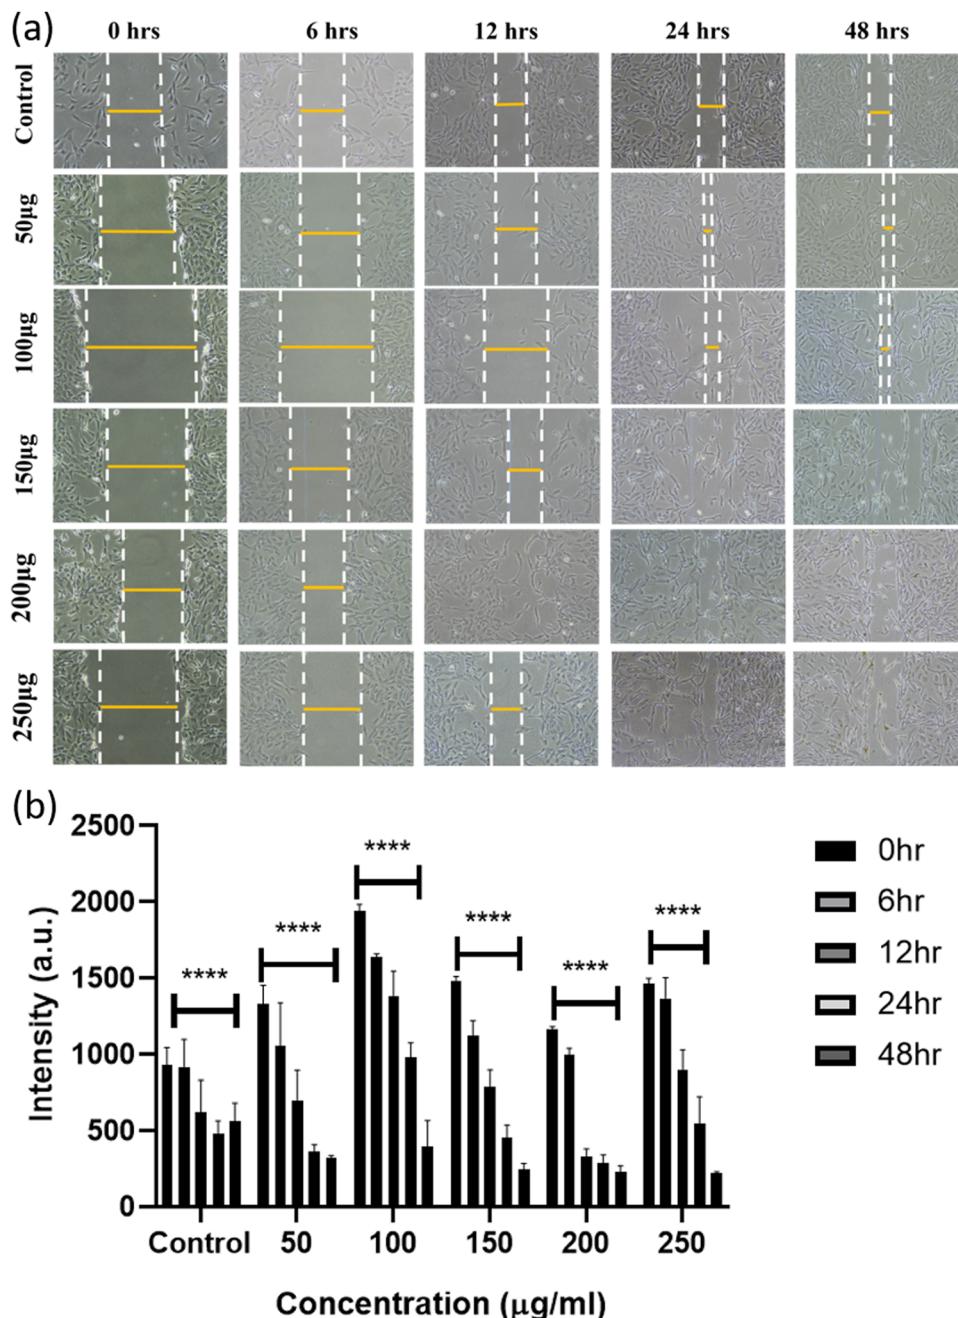 (a)
0 hrs 6 hrs 12 hrs 24 hrs 48 hrs
Control
50μg
100μg
150μg
200μg
250μg
(b)
Intensity (a.u.)
2500
2000
1500
1000
500
0
**** **** **** **** **** ****
Control 50 100 150 200 250
Concentration (μg/ml)
0hr
6hr
12hr
24hr
48hr